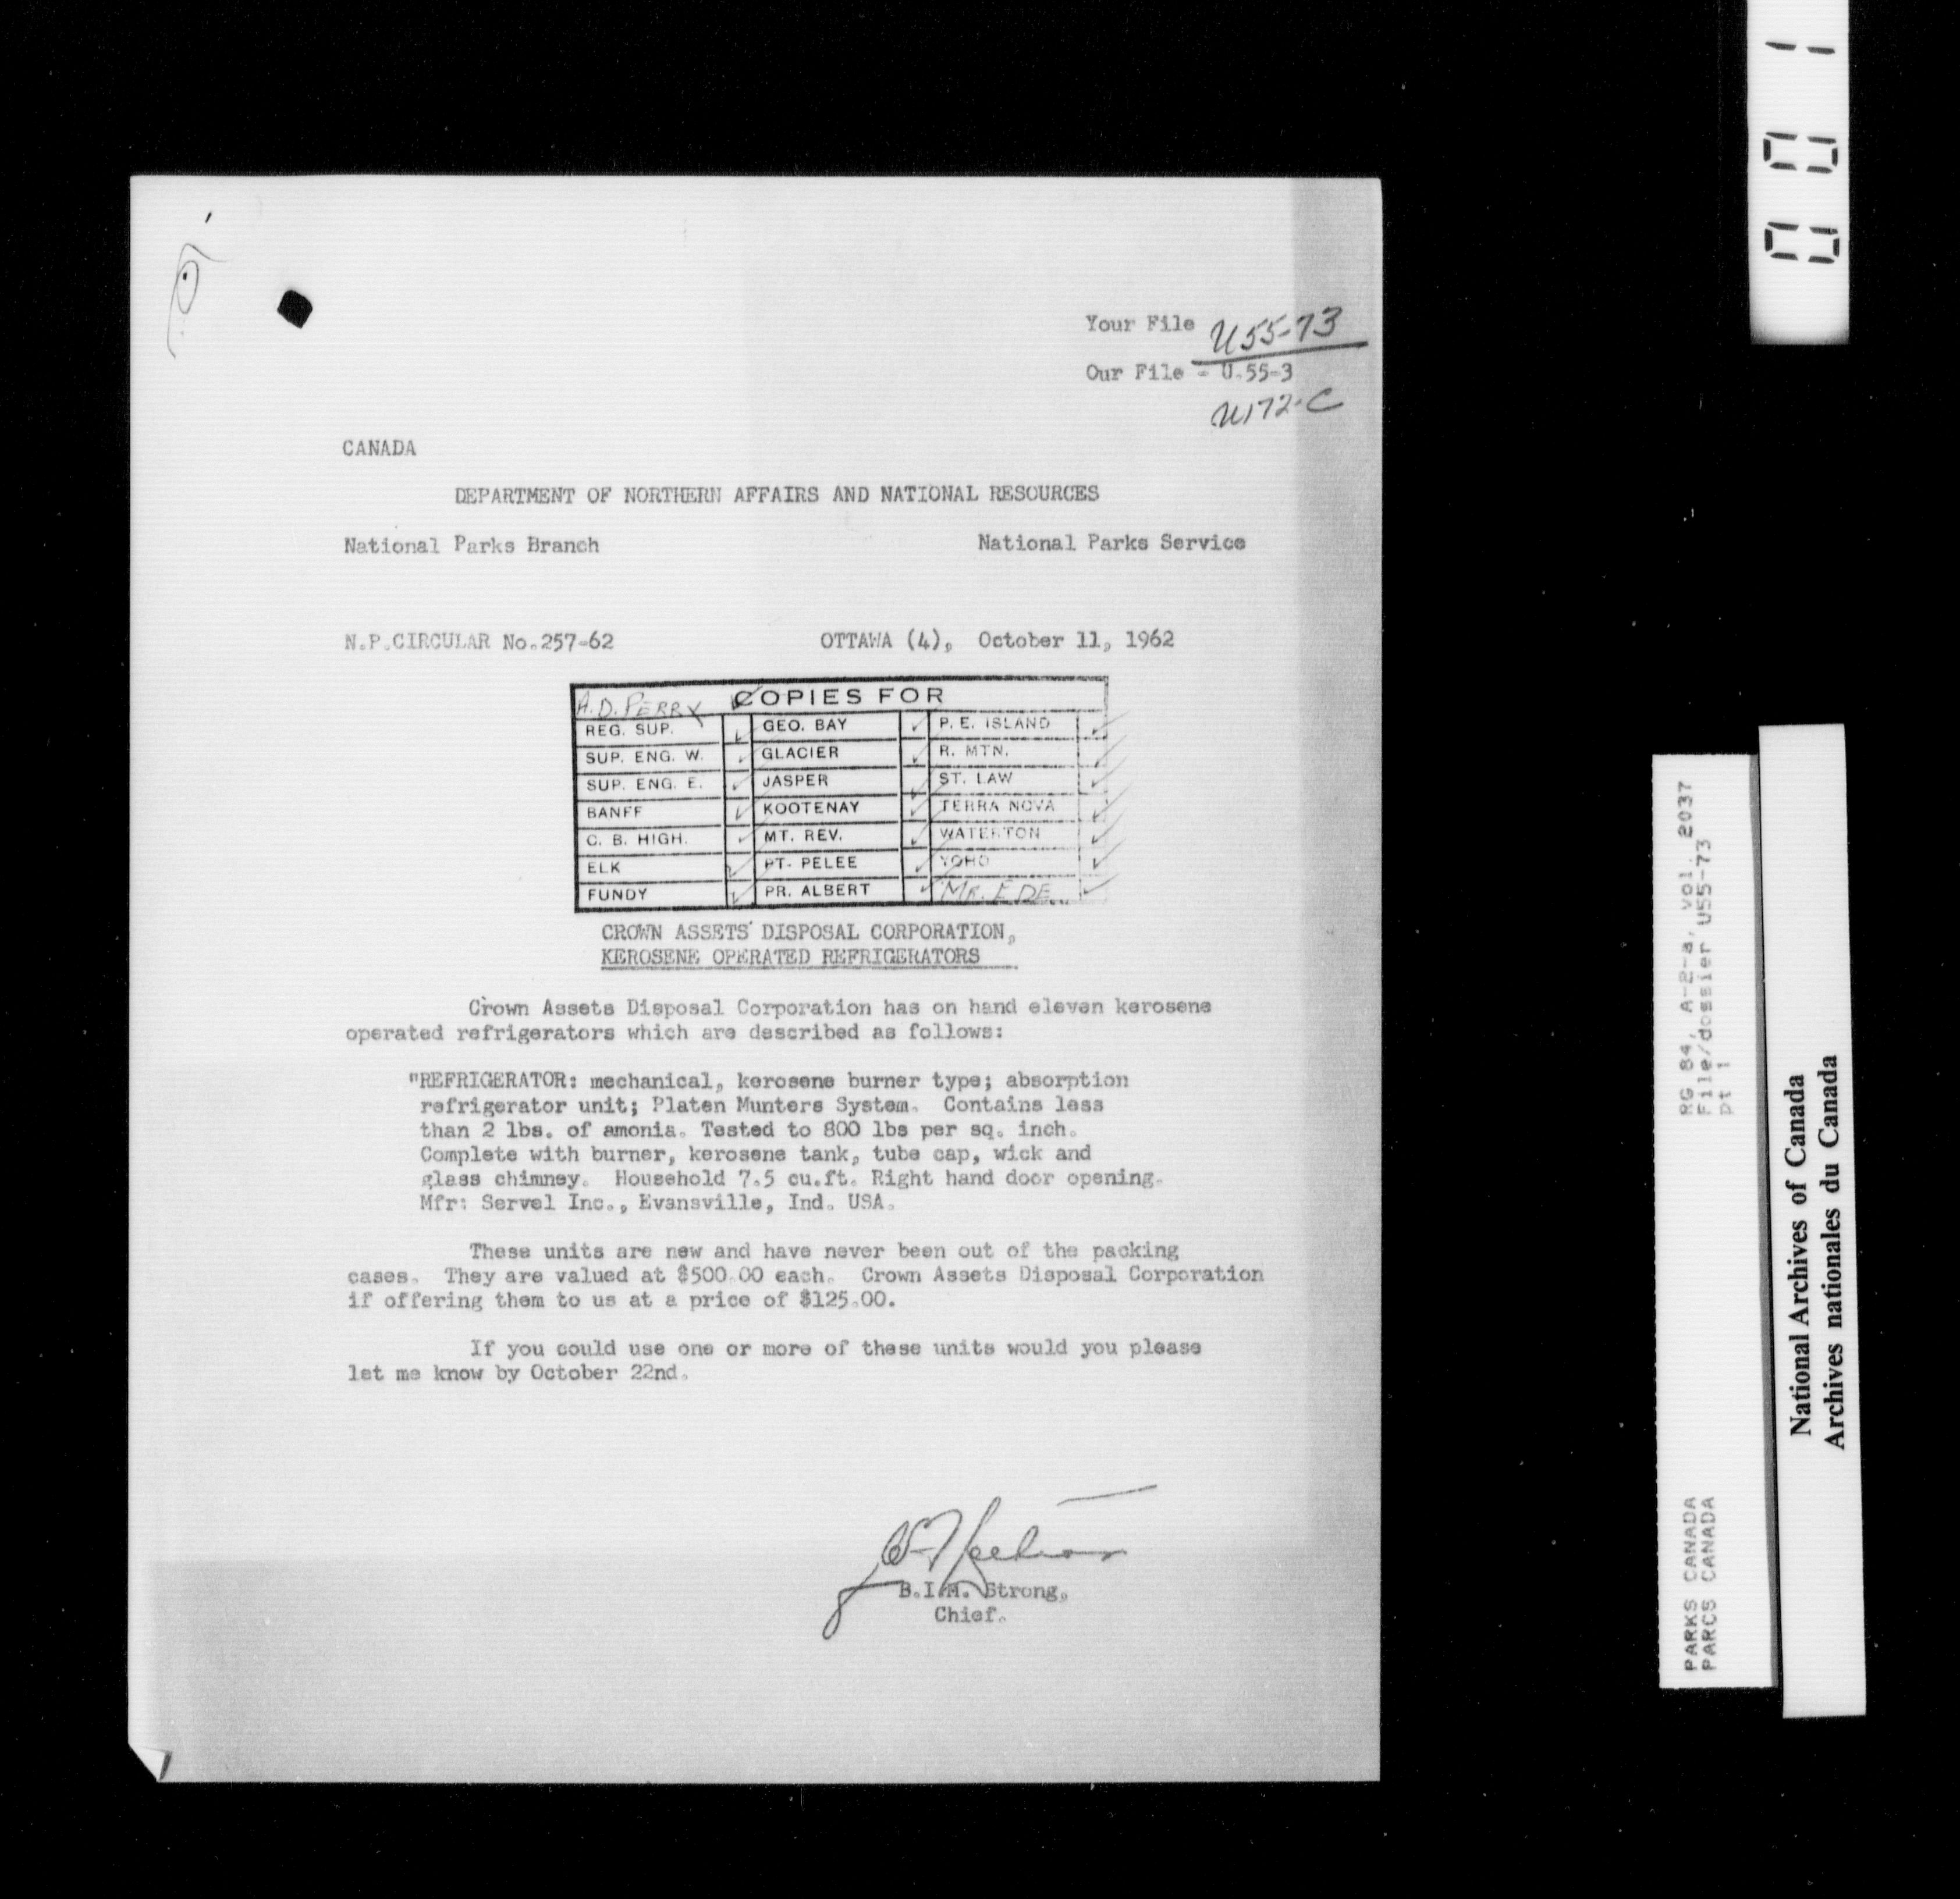 Your File U55-73
Our File - U.55-3
U172-C
CANADA
DEPARTMENT OF NORTHERN AFFAIRS AND NATIONAL RESOURCES
National Parks Branch National Parks Service
N.P.CIRCULAR No.257-62 OTTAWA (4), October 11, 1962
A.D. PERRY COPIES FOR
REG. SUP. GEO. BAY P. E. ISLAND
SUP. ENG. W. GLACIER R. MTN.
SUP. ENG. E. JASPER ST. LAW
BANFF KOOTENAY TERRA NOVA
C. B. HIGH. MT. REV. WATERTON
ELK PT. PELEE YOHO
FUNDY PR. ALBERT MR. EDE
CROWN ASSETS' DISPOSAL CORPORATION,
KEROSENE OPERATED REFRIGERATORS
Crown Assets Disposal Corporation has on hand eleven kerosene
operated refrigerators which are described as follows:
"REFRIGERATOR: mechanical, kerosene burner type; absorption
refrigerator unit; Platen Munters System. Contains less
than 2 lbs. of amonia. Tested to 800 lbs per sq. inch.
Complete with burner, kerosene tank, tube cap, wick and
glass chimney. Household 7.5 cu.ft. Right hand door opening.
Mfr: Servel Inc., Evansville, Ind. USA.
These units are new and have never been out of the packing
cases. They are valued at $500.00 each. Crown Assets Disposal Corporation
if offering them to us at a price of $125.00.
If you could use one or more of these units would you please
let me know by October 22nd.
B.I.M. Strong,
Chief.
001
RG 84, A-2-a, vol. 2037
File/dossier U55-73
pt 1
PARKS CANADA
PARCS CANADA
National Archives of Canada
Archives nationales du Canada